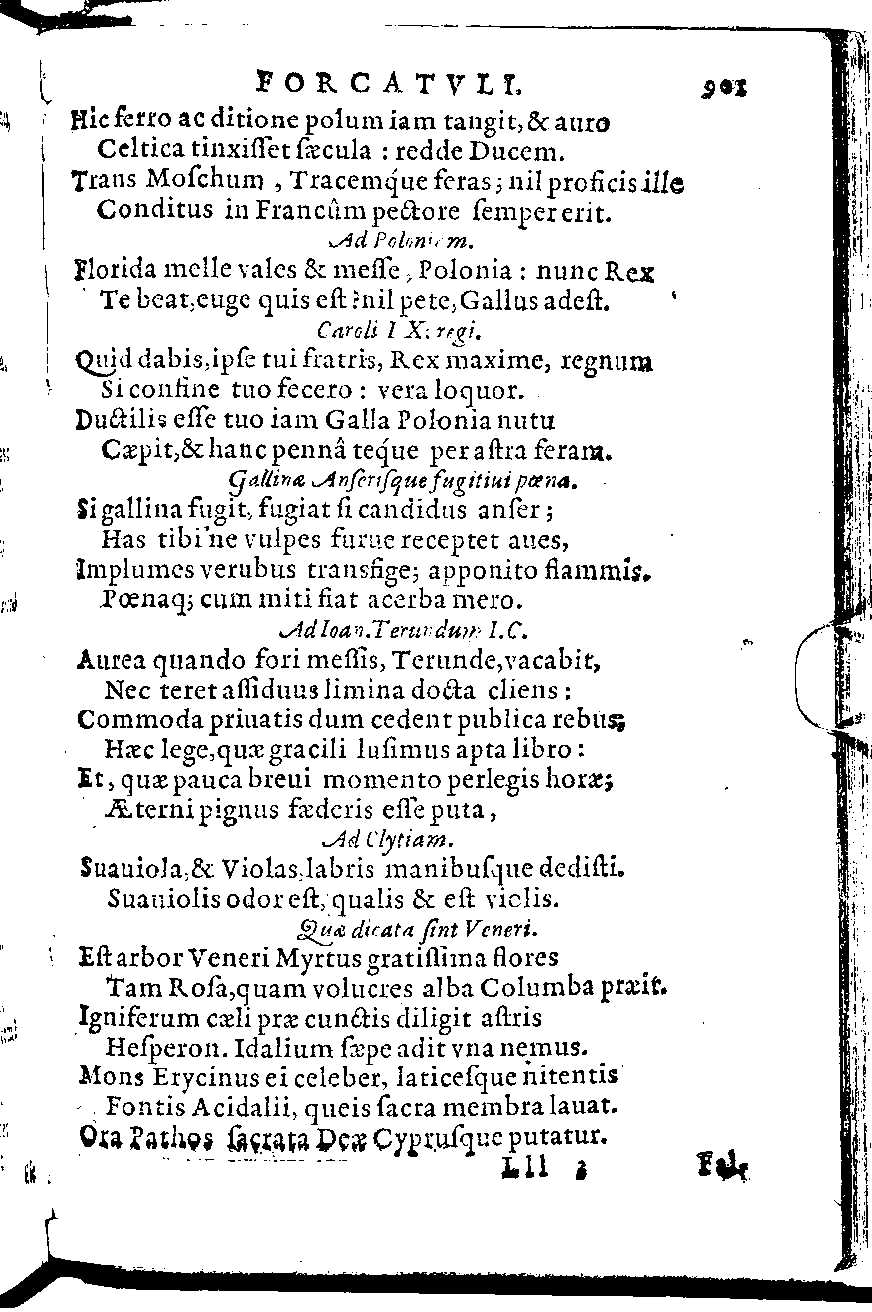 FORCATVLI. 901
Hic ferro ac ditione polum iam tangit, & auro
Celtica tinxiſſet ſæcula : redde Ducem.
Trans Moſchum , Tracemq́ue feras; nil proficis ille
Conditus in Francûm pectore ſemper erit.
Ad Poloniem.
Florida melle vales & meſſe , Polonia : nunc Rex
Te beat, euge quis eſt? nil pete, Gallus adeſt.
Caroli IX. regi.
Quid dabis, ipſe tui fratris, Rex maxime, regnum
Si confine tuo fecero : vera loquor.
Ductilis eſſe tuo iam Galla Polonia nutu
Cæpit, & hanc pennâ teq́ue per aſtra feram.
Gallinæ Anſeriſque fugitiui pœna.
Si gallina fugit, fugiat ſi candidus anſer ;
Has tibi'ne vulpes furue receptet aues,
Implumes verubus transfige; apponito flammis.
Pœnaq; cum miti fiat acerba mero.
Ad Ioan. Terundum I.C.
Aurea quando fori meſſis, Terunde, vacabit,
Nec teret aſſiduus limina docta cliens :
Commoda priuatis dum cedent publica rebus;
Hæc lege, quæ gracili luſimus apta libro :
Et, quæ pauca breui momento perlegis horæ;
Æterni pignus fæderis eſſe puta,
Ad Clytiam.
Suauiola, & Violas, labris manibuſque dediſti.
Suauiolis odor eſt, qualis & eſt violis.
Quæ dicata ſint Veneri.
Eſt arbor Veneri Myrtus gratiſſima flores
Tam Roſa, quam volucres alba Columba præit.
Igniferum cæli præ cunctis diligit aſtris
Heſperon. Idalium ſæpe adit vna nemus.
Mons Erycinus ei celeber, laticeſque nitentis
Fontis Acidalii, queis ſacra membra lauat.
Ora Pathos ſacrata Deæ Cypruſque putatur.
Lll 2 Fele